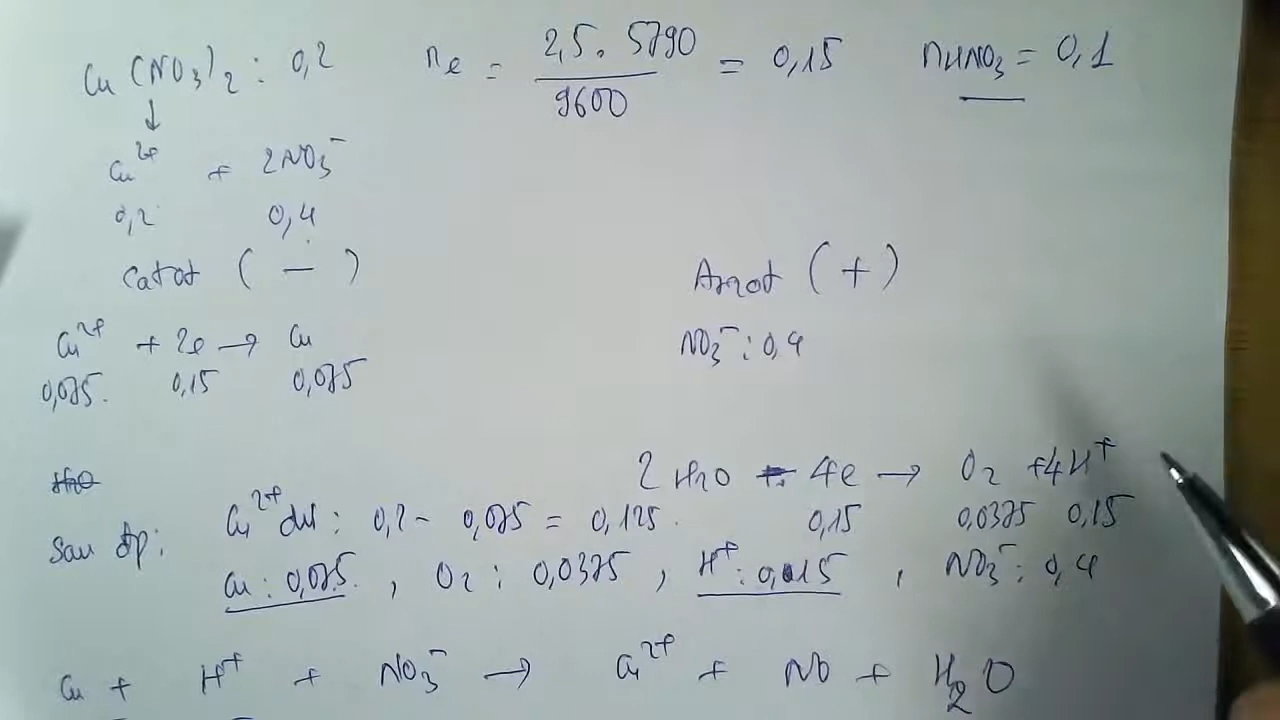 Cu(NO3)2 : 0,2 ne = 2,5. 5790 / 9600 = 0,15 nHNO3 = 0,1
↓
Cu2+ + 2NO3-
0,2 0,4
Catot ( — ) Anot ( + )
Cu2+ + 2e → Cu NO3- : 0,4
0,075. 0,15 0,075
2H2O - 4e → O2 + 4H+
0,15 0,0375 0,15
H2O
Sau đp: Cu2+ dư : 0,2 - 0,075 = 0,125.
Cu : 0,075. , O2 : 0,0375 , H+ : 0,015 , NO3- : 0,4
Cu + H+ + NO3- → Cu2+ + NO + H2O